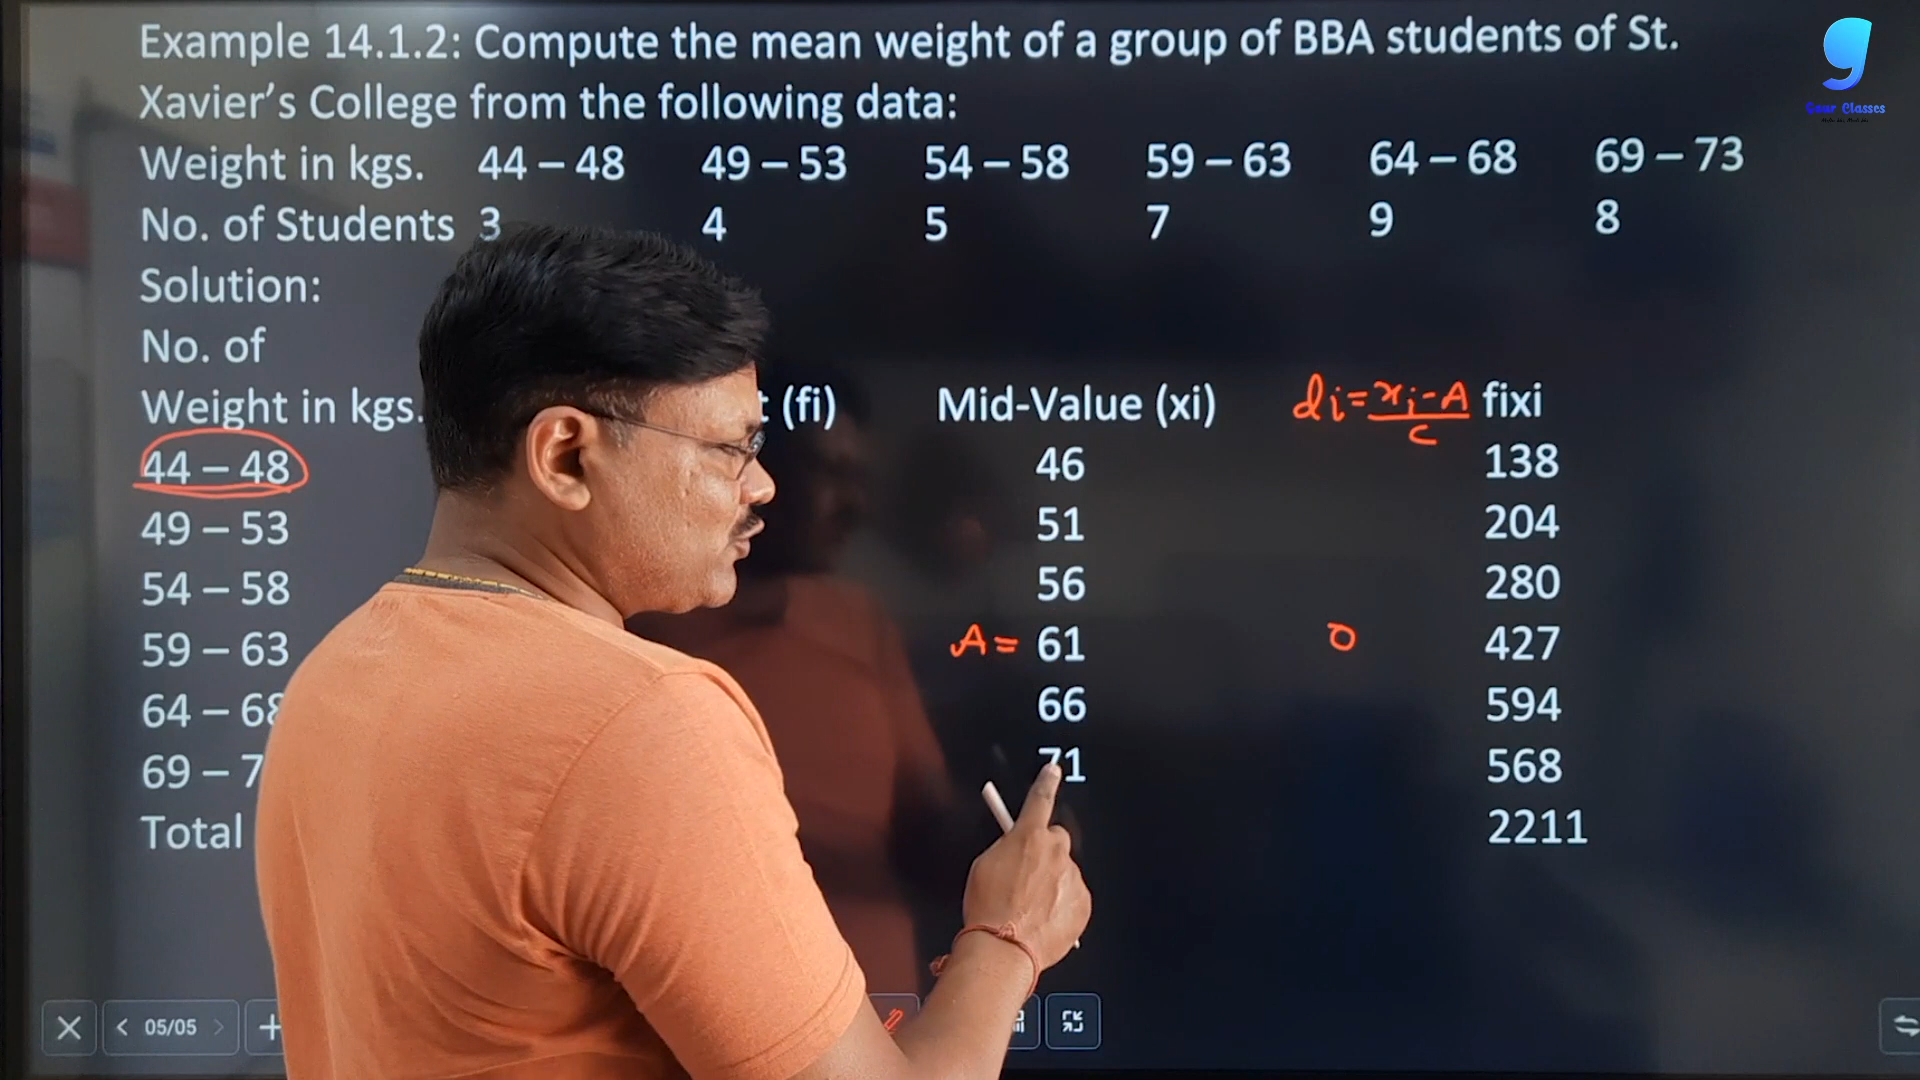 Example 14.1.2: Compute the mean weight of a group of BBA students of St.
Xavier's College from the following data:
Weight in kgs. 44 – 48 49 – 53 54 – 58 59 – 63 64 – 68 69 – 73
No. of Students 3 4 5 7 9 8
Solution:
No. of
Weight in kgs. (fi) Mid-Value (xi) di = xi - A / c fixi
44 – 48 46 138
49 – 53 51 204
54 – 58 56 280
59 – 63 A = 61 0 427
64 – 68 66 594
69 – 7 71 568
Total 2211
05/05
Gaur Classes